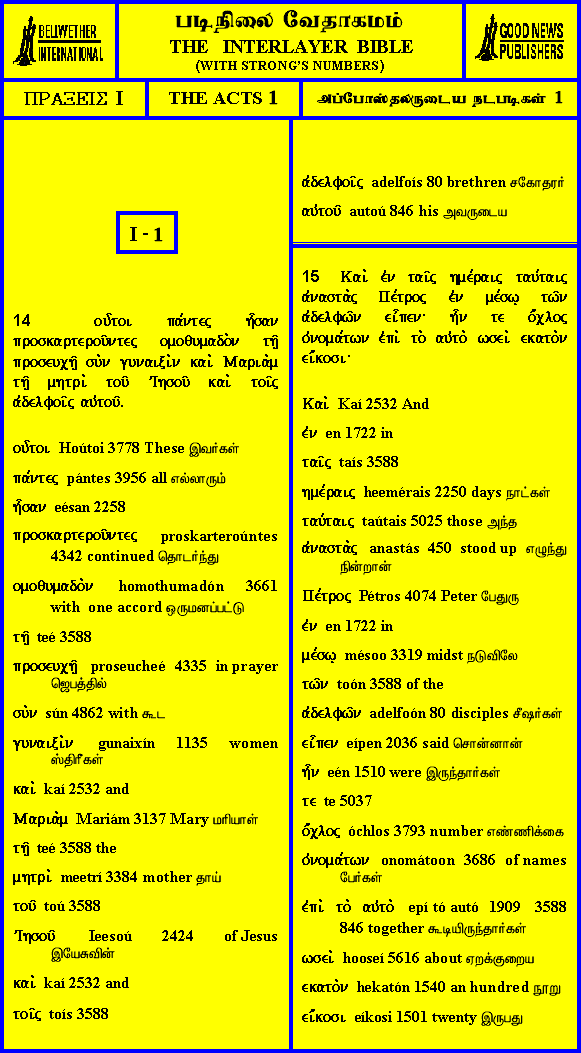 BELLWETHER
INTERNATIONAL
படிநிலை வேதாகமம்
THE INTERLAYER BIBLE
(WITH STRONG'S NUMBERS)
GOOD NEWS
PUBLISHERS
ΠΡΑΞΕΙΣ I
THE ACTS 1
அப்போஸ்தலருடைய நடபடிகள் 1
I - 1
14 οὗτοι πάντες ἦσαν
προσκαρτεροῦντες ομοθυμαδὸν τῇ
προσευχῇ σὺν γυναιξὶν καὶ Μαριὰμ
τῇ μητρὶ τοῦ Ἰησοῦ καὶ τοῖς
ἀδελφοῖς αὐτοῦ.
οὗτοι Hoútoi 3778 These இவர்கள்
πάντες pántes 3956 all எல்லாரும்
ἦσαν eésan 2258
προσκαρτεροῦντες proskarteroúntes
4342 continued தொடர்ந்து
ομοθυμαδὸν homothumadón 3661
with one accord ஒருமனப்பட்டு
τῇ teé 3588
προσευχῇ proseucheé 4335 in prayer
ஜெபத்தில்
σὺν sún 4862 with கூட
γυναιξὶν gunaixín 1135 women
ஸ்திரீகள்
καὶ kaí 2532 and
Μαριὰμ Mariám 3137 Mary மரியாள்
τῇ teé 3588 the
μητρὶ meetrí 3384 mother தாய்
τοῦ toú 3588
Ἰησοῦ Ieesoú 2424 of Jesus
இயேசுவின்
καὶ kaí 2532 and
τοῖς toís 3588
ἀδελφοῖς adelfoís 80 brethren சகோதரர்
αὐτοῦ autoú 846 his அவருடைய
15 Καὶ ἐν ταῖς ημέραις ταύταις
ἀναστὰς Πέτρος ἐν μέσῳ τῶν
ἀδελφῶν εἶπεν· ἦν τε ὄχλος
ὀνομάτων ἐπὶ τὸ αὐτὸ ωσεὶ εκατὸν
εἴκοσι·
Καὶ Kaí 2532 And
ἐν en 1722 in
ταῖς taís 3588
ημέραις heemérais 2250 days நாட்கள்
ταύταις taútais 5025 those அந்த
ἀναστὰς anastás 450 stood up எழுந்து
நின்றான்
Πέτρος Pétros 4074 Peter பேதுரு
ἐν en 1722 in
μέσῳ mésoo 3319 midst நடுவிலே
τῶν toón 3588 of the
ἀδελφῶν adelfoón 80 disciples சீஷர்கள்
εἶπεν eípen 2036 said சொன்னான்
ἦν eén 1510 were இருந்தார்கள்
τε te 5037
ὄχλος óchlos 3793 number எண்ணிக்கை
ὀνομάτων onomátoon 3686 of names
பேர்கள்
ἐπὶ τὸ αὐτὸ epí tó autó 1909 3588
846 together கூடியிருந்தார்கள்
ωσεὶ hooseí 5616 about ஏறக்குறைய
εκατὸν hekatón 1540 an hundred நூறு
εἴκοσι eíkosi 1501 twenty இருபது